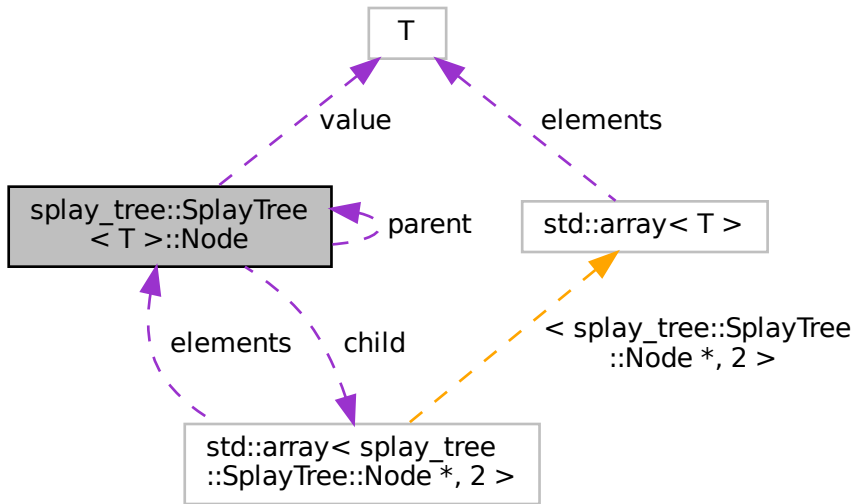 T
value
elements
splay_tree::SplayTree
< T >::Node
parent
std::array< T >
elements
child
< splay_tree::SplayTree
::Node *, 2 >
std::array< splay_tree
::SplayTree::Node *, 2 >